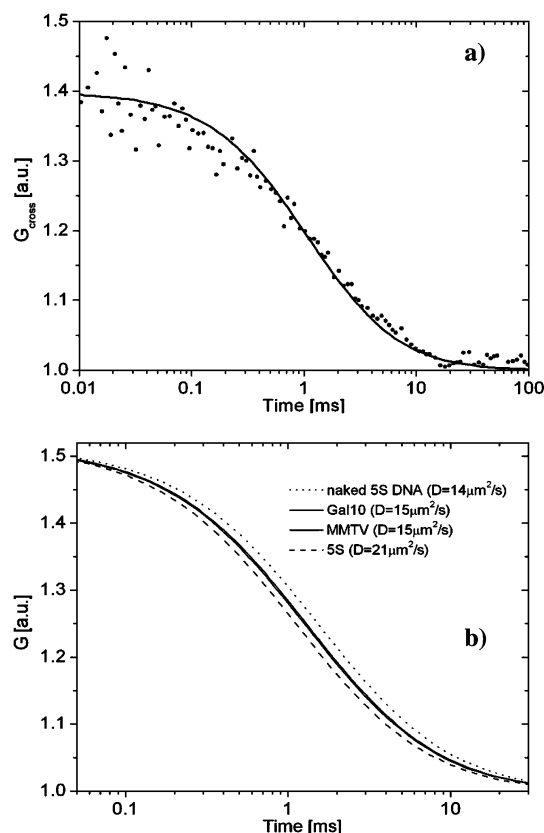 a)
1.5
1.4
1.3
1.2
1.1
1.0
G_cross [a.u.]
0.01 0.1 1 10 100
Time [ms]
1.5
1.4
1.3
1.2
1.1
1.0
G [a.u.]
naked 5S DNA (D=14µm²/s)
Gal10 (D=15µm²/s)
MMTV (D=15µm²/s)
5S (D=21µm²/s)
b)
0.1 1 10
Time [ms]